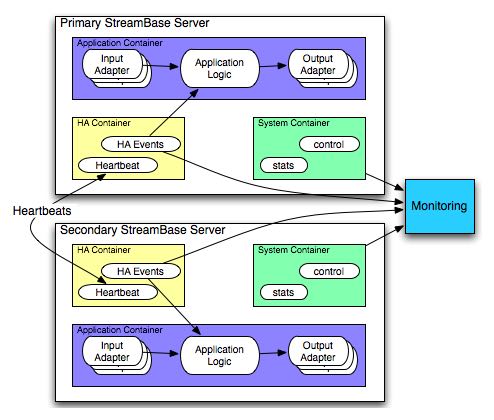 Primary StreamBase Server
Application Container
Input
Adapter
Application
Logic
Output
Adapter
HA Container
HA Events
Heartbeat
System Container
control
stats
Heartbeats
Monitoring
Secondary StreamBase Server
HA Container
HA Events
Heartbeat
System Container
control
stats
Application Container
Input
Adapter
Application
Logic
Output
Adapter